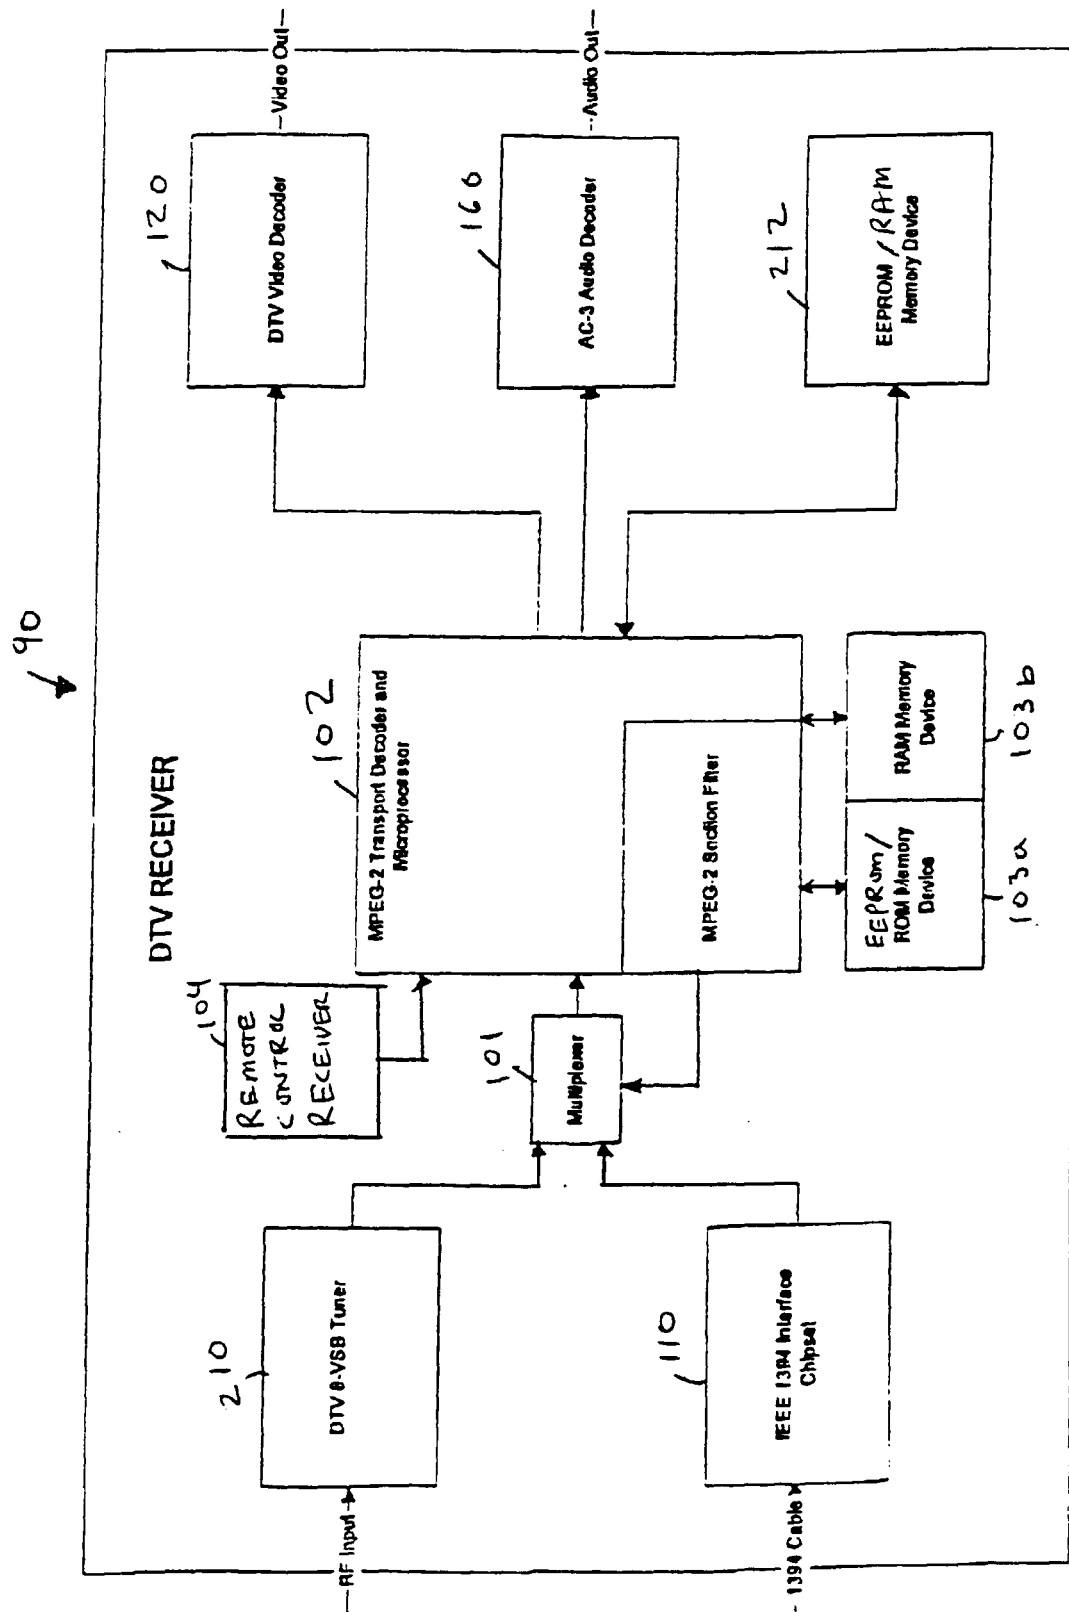 90
DTV RECEIVER
RF Input
210
DTV 8-VSB Tuner
1394 Cable
110
IEEE 1394 Interface
Chipset
104
REMOTE
CONTROL
RECEIVER
101
Multiplexer
102
MPEG-2 Transport Decoder and
Microprocessor
MPEG-2 Section Filter
EEPROM/
ROM Memory
Device
103a
RAM Memory
Device
103b
120
DTV Video Decoder
Video Out
160
AC-3 Audio Decoder
Audio Out
212
EEPROM/RAM
Memory Device